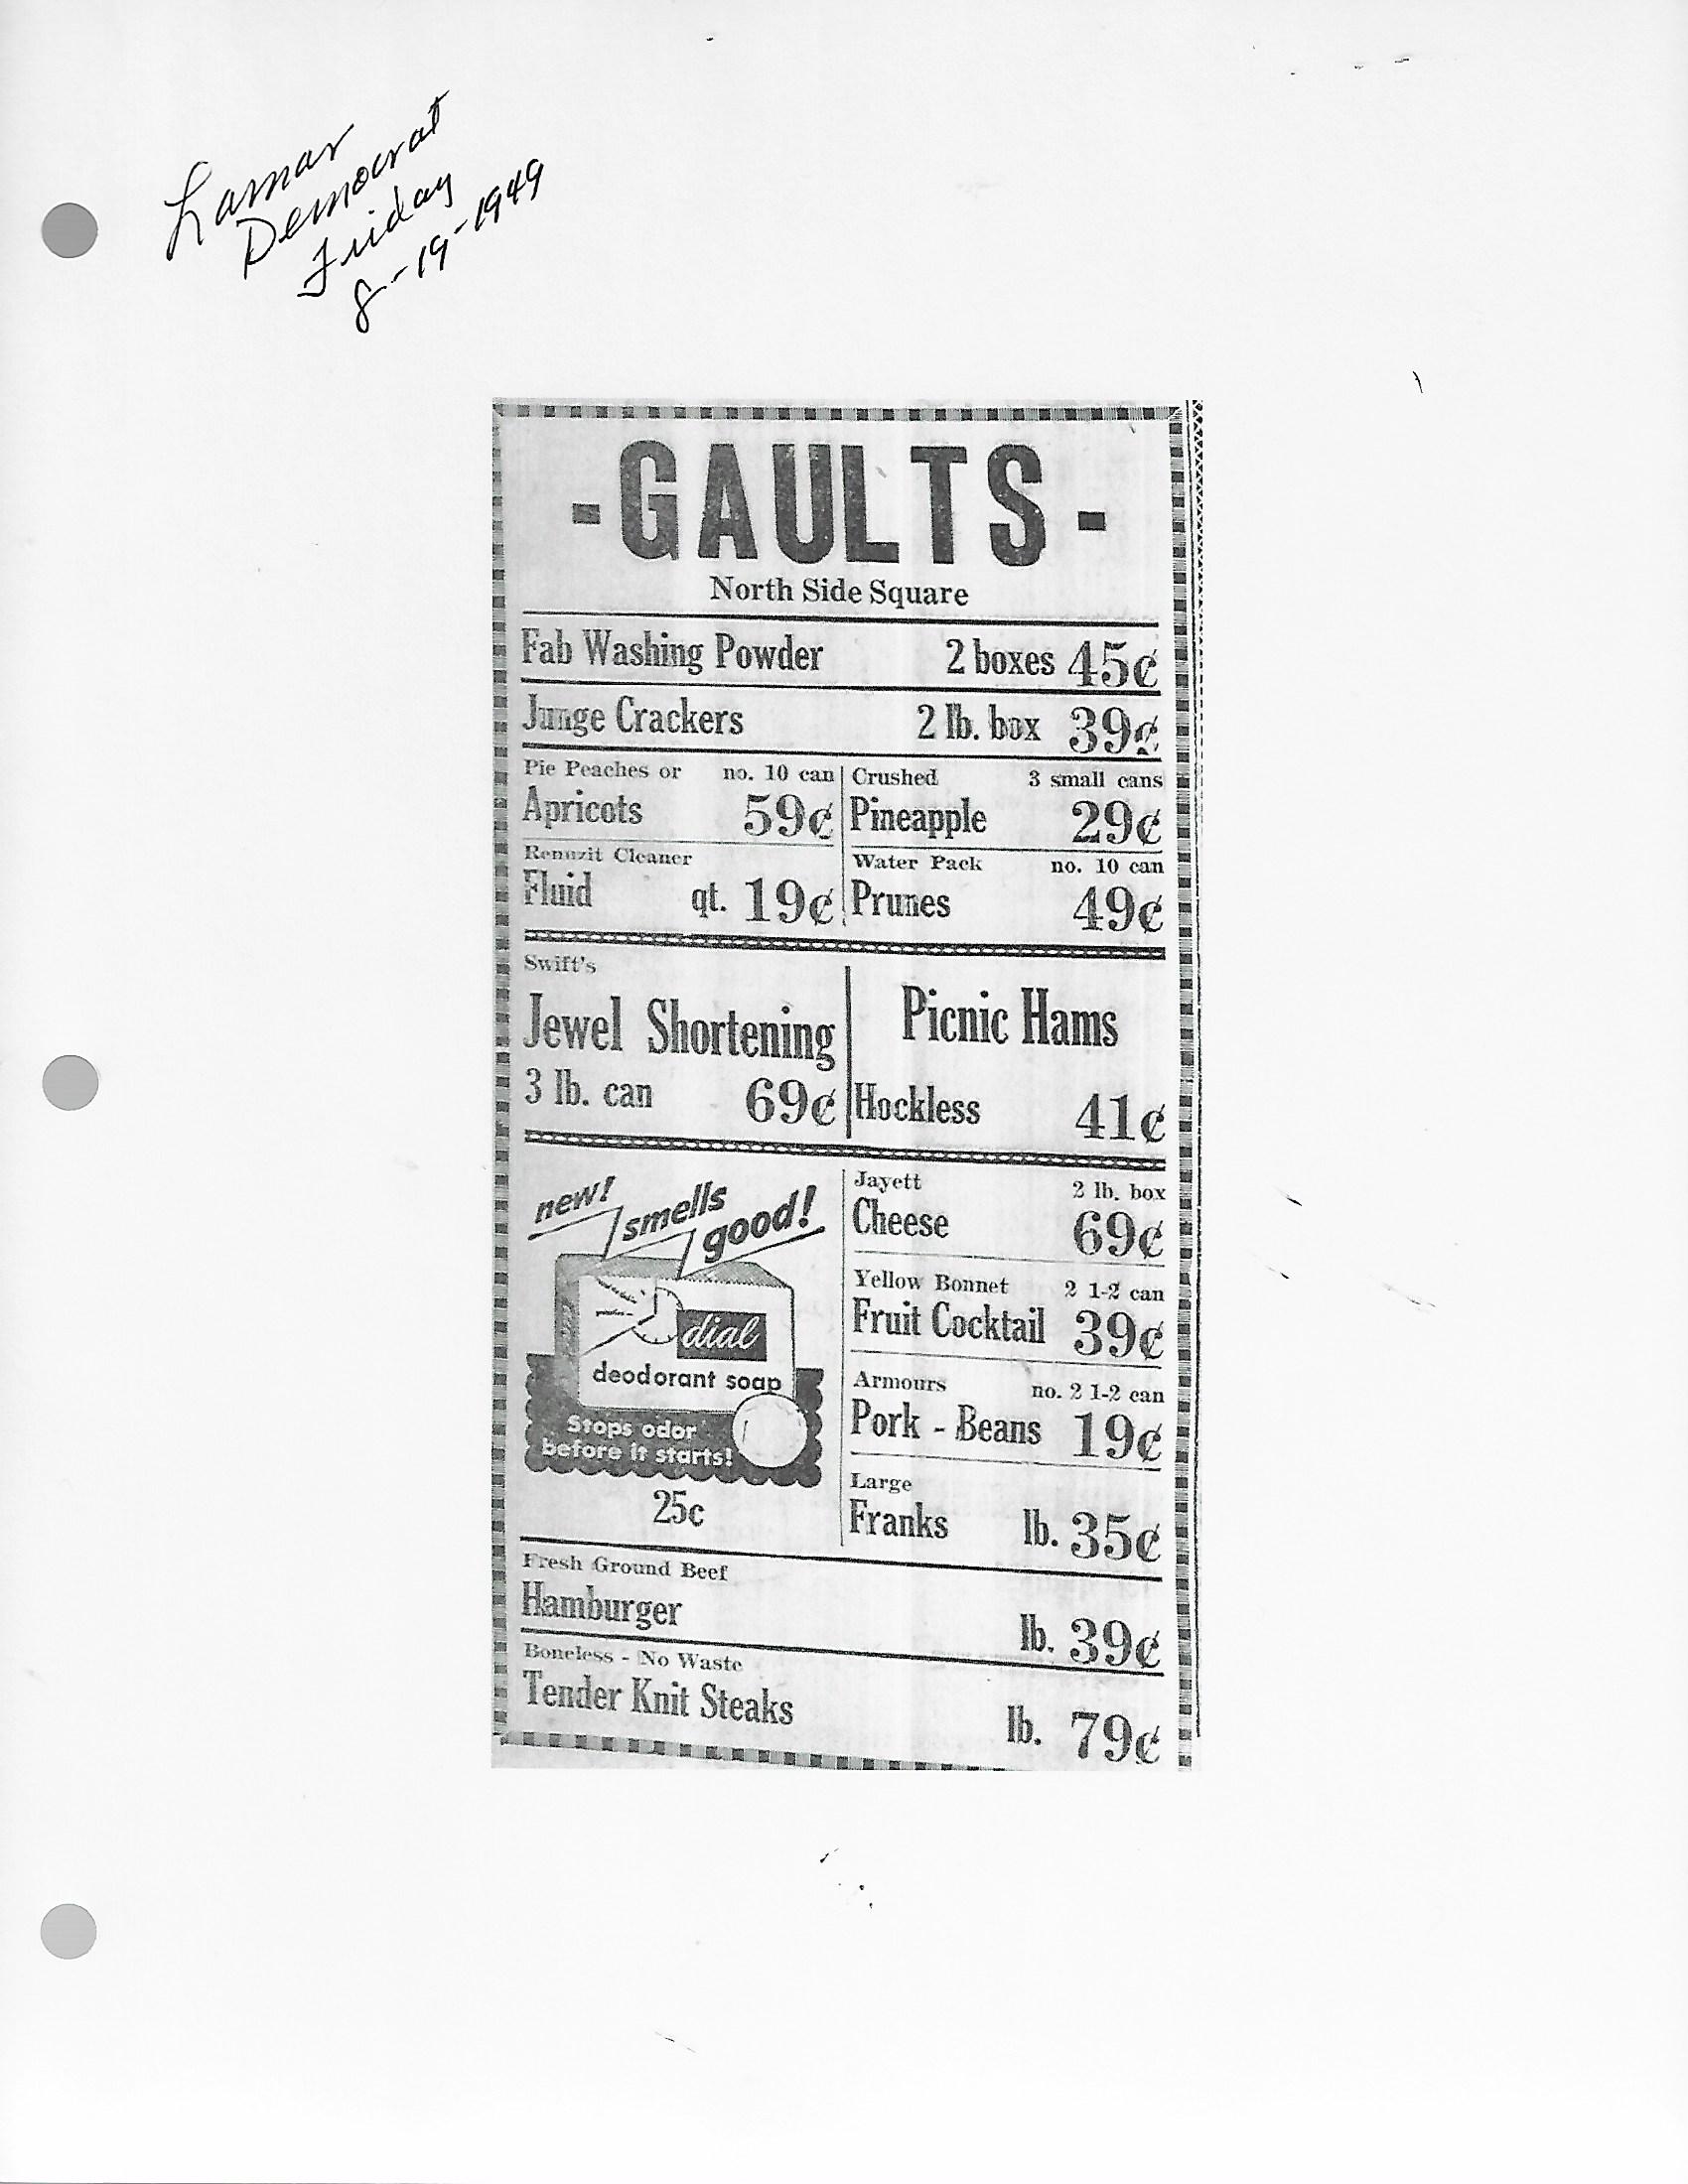 Lamar
Democrat
Friday
8-19-1949
-GAULTS-
North Side Square
Fab Washing Powder 2 boxes 45¢
Junge Crackers 2 lb. box 39¢
Pie Peaches or no. 10 can
Apricots 59¢
Crushed 3 small cans
Pineapple 29¢
Renuzit Cleaner
Fluid qt. 19¢
Water Pack no. 10 can
Prunes 49¢
Swift's
Jewel Shortening
3 lb. can 69¢
Picnic Hams
Hockless 41¢
new!
smells
good!
dial
deodorant soap
Stops odor
before it starts!
25c
Jayett 2 lb. box
Cheese 69¢
Yellow Bonnet 2 1-2 can
Fruit Cocktail 39¢
Armours no. 2 1-2 can
Pork - Beans 19¢
Large
Franks lb. 35¢
Fresh Ground Beef
Hamburger lb. 39¢
Boneless - No Waste
Tender Knit Steaks lb. 79¢